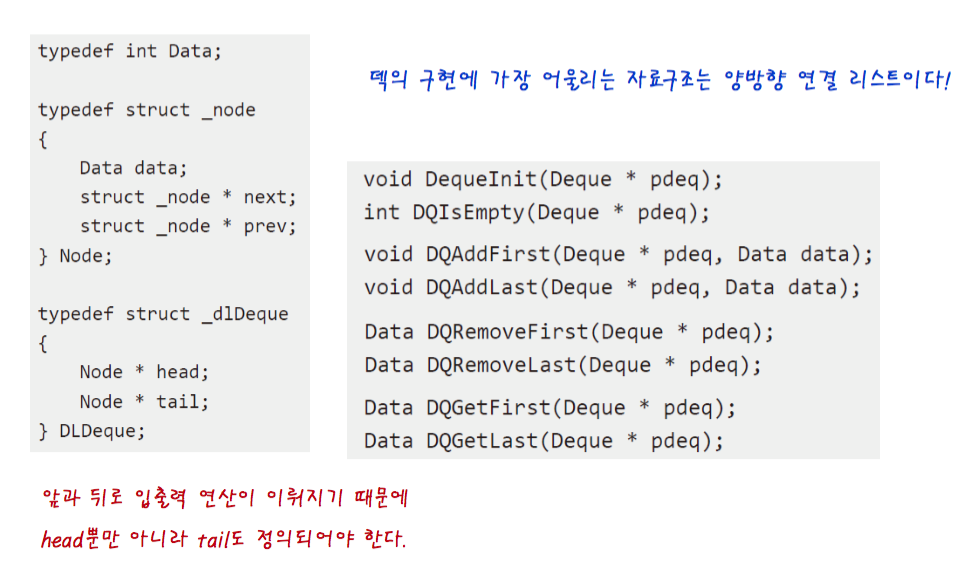 typedef int Data;
typedef struct _node
{
    Data data;
    struct _node * next;
    struct _node * prev;
} Node;
typedef struct _dlDeque
{
    Node * head;
    Node * tail;
} DLDeque;
덱의 구현에 가장 어울리는 자료구조는 양방향 연결 리스트이다!
void DequeInit(Deque * pdeq);
int DQIsEmpty(Deque * pdeq);
void DQAddFirst(Deque * pdeq, Data data);
void DQAddLast(Deque * pdeq, Data data);
Data DQRemoveFirst(Deque * pdeq);
Data DQRemoveLast(Deque * pdeq);
Data DQGetFirst(Deque * pdeq);
Data DQGetLast(Deque * pdeq);
앞과 뒤로 입출력 연산이 이뤄지기 때문에
head뿐만 아니라 tail도 정의되어야 한다.